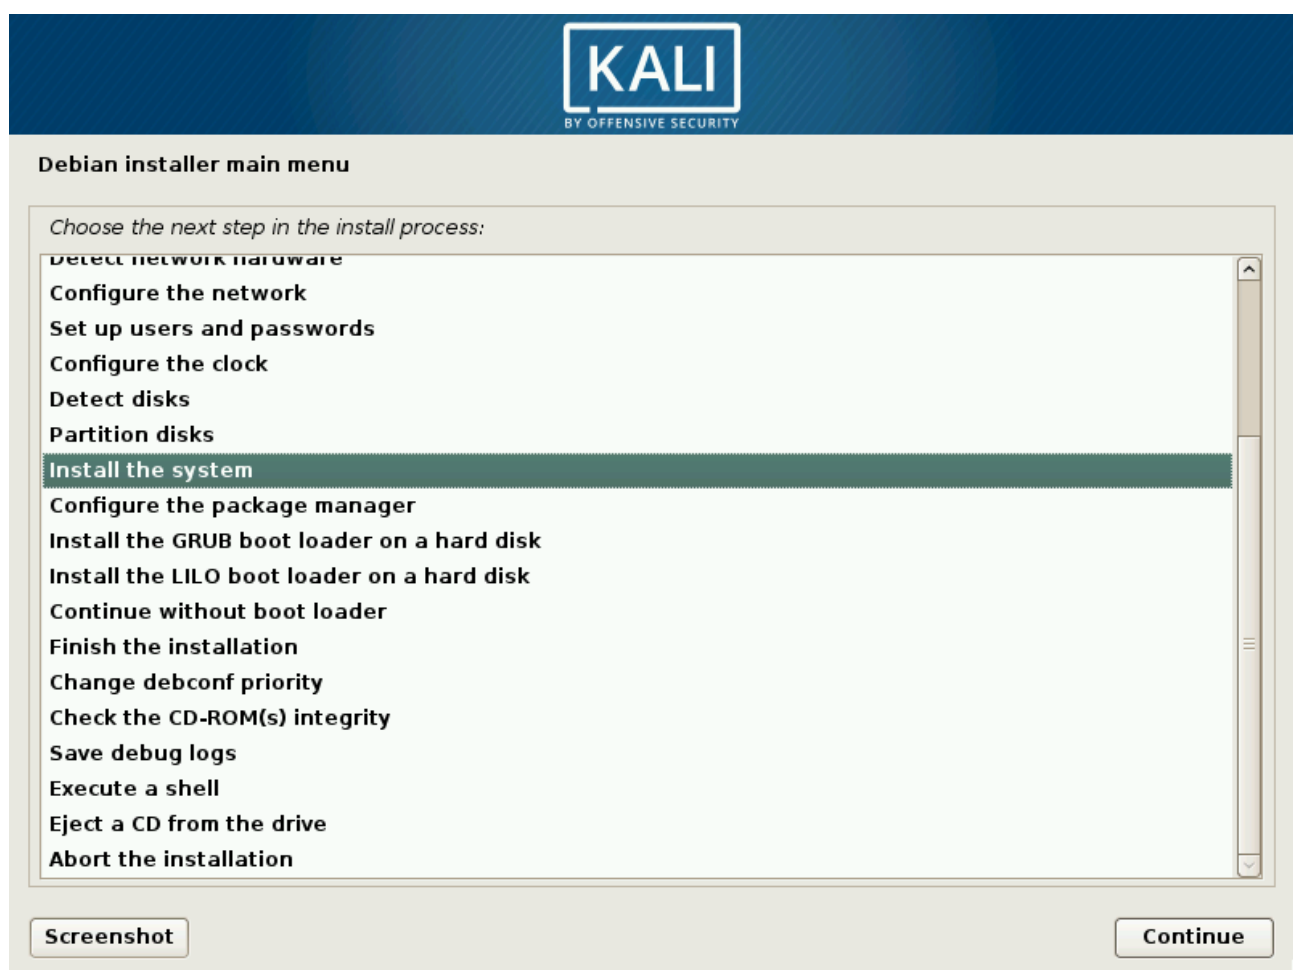 KALI
BY OFFENSIVE SECURITY
Debian installer main menu
Choose the next step in the install process:
Detect network hardware
Configure the network
Set up users and passwords
Configure the clock
Detect disks
Partition disks
Install the system
Configure the package manager
Install the GRUB boot loader on a hard disk
Install the LILO boot loader on a hard disk
Continue without boot loader
Finish the installation
Change debconf priority
Check the CD-ROM(s) integrity
Save debug logs
Execute a shell
Eject a CD from the drive
Abort the installation
Screenshot
Continue